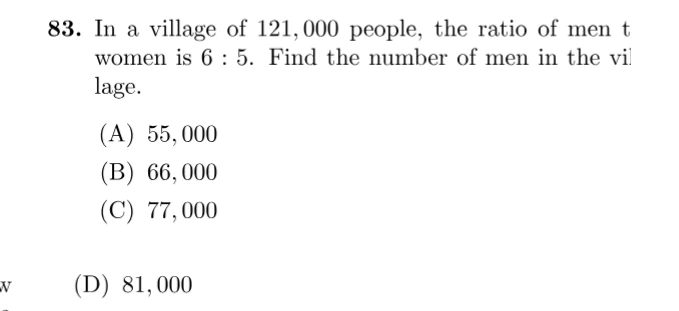 83. In a village of 121,000 people, the ratio of men t
women is 6 : 5. Find the number of men in the vil
lage.
(A) 55,000
(B) 66,000
(C) 77,000
w (D) 81,000